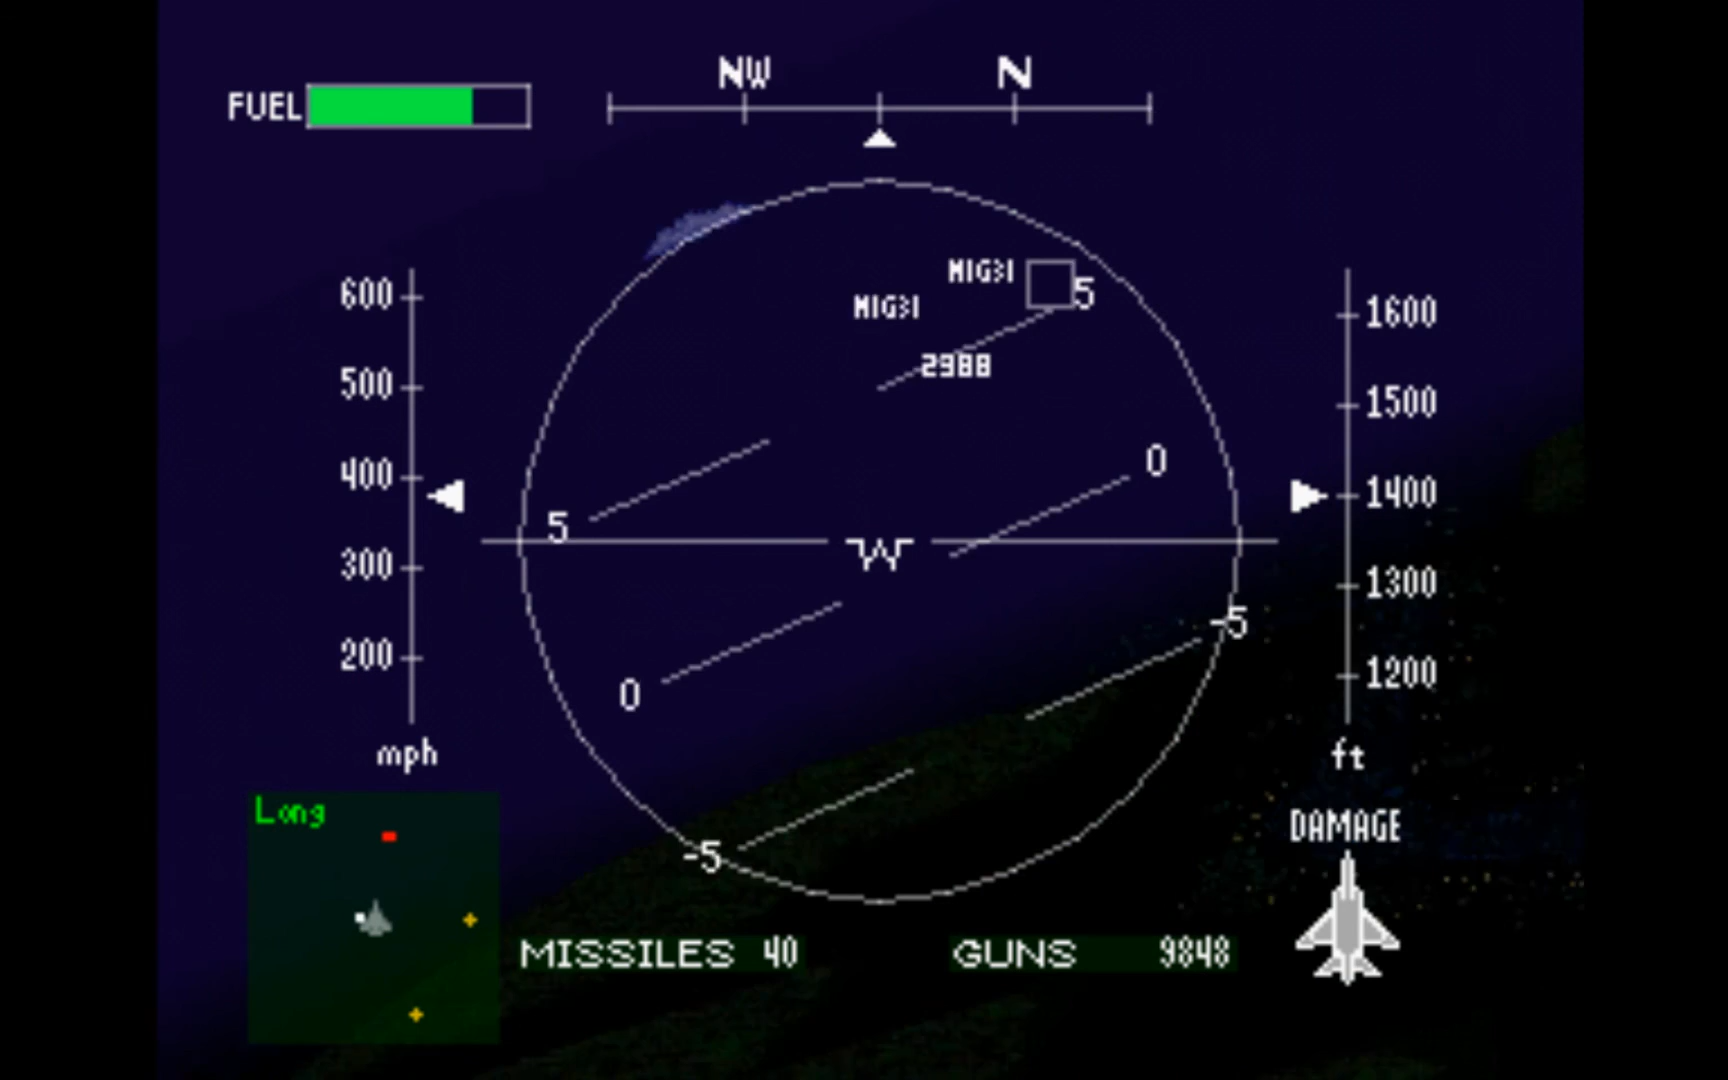 NW N
FUEL
MIG31
MIG31
5
2988
600
500
400
300
200
mph
1600
1500
1400
1300
1200
ft
5
0
0
-5
-5
Long
DAMAGE
MISSILES 40
GUNS 9848